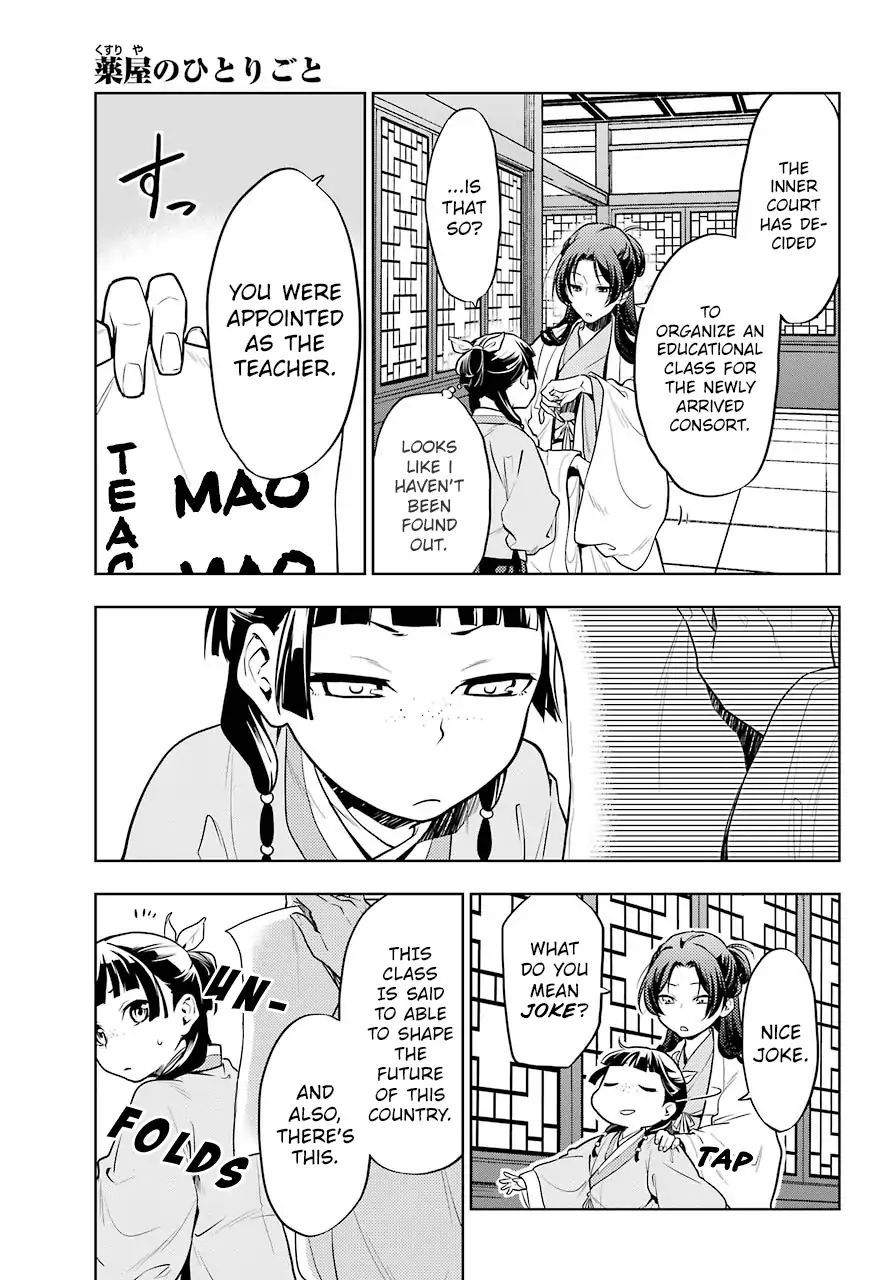 くすり や
薬屋のひとりごと
THE
INNER
COURT
HAS DE-
CIDED
TO
ORGANIZE AN
EDUCATIONAL
CLASS FOR
THE NEWLY
ARRIVED
CONSORT.
...IS
THAT
SO?
LOOKS
LIKE I
HAVEN'T
BEEN
FOUND
OUT.
すっ
YOU WERE
APPOINTED
AS THE
TEACHER.
TEAC
MAO
MAO
NICE
JOKE.
WHAT
DO YOU
MEAN
JOKE?
TAP
THIS
CLASS
IS SAID
TO ABLE
TO SHAPE
THE
FUTURE
OF THIS
COUNTRY.
AND
ALSO,
THERE'S
THIS.
UN-
FOLDS